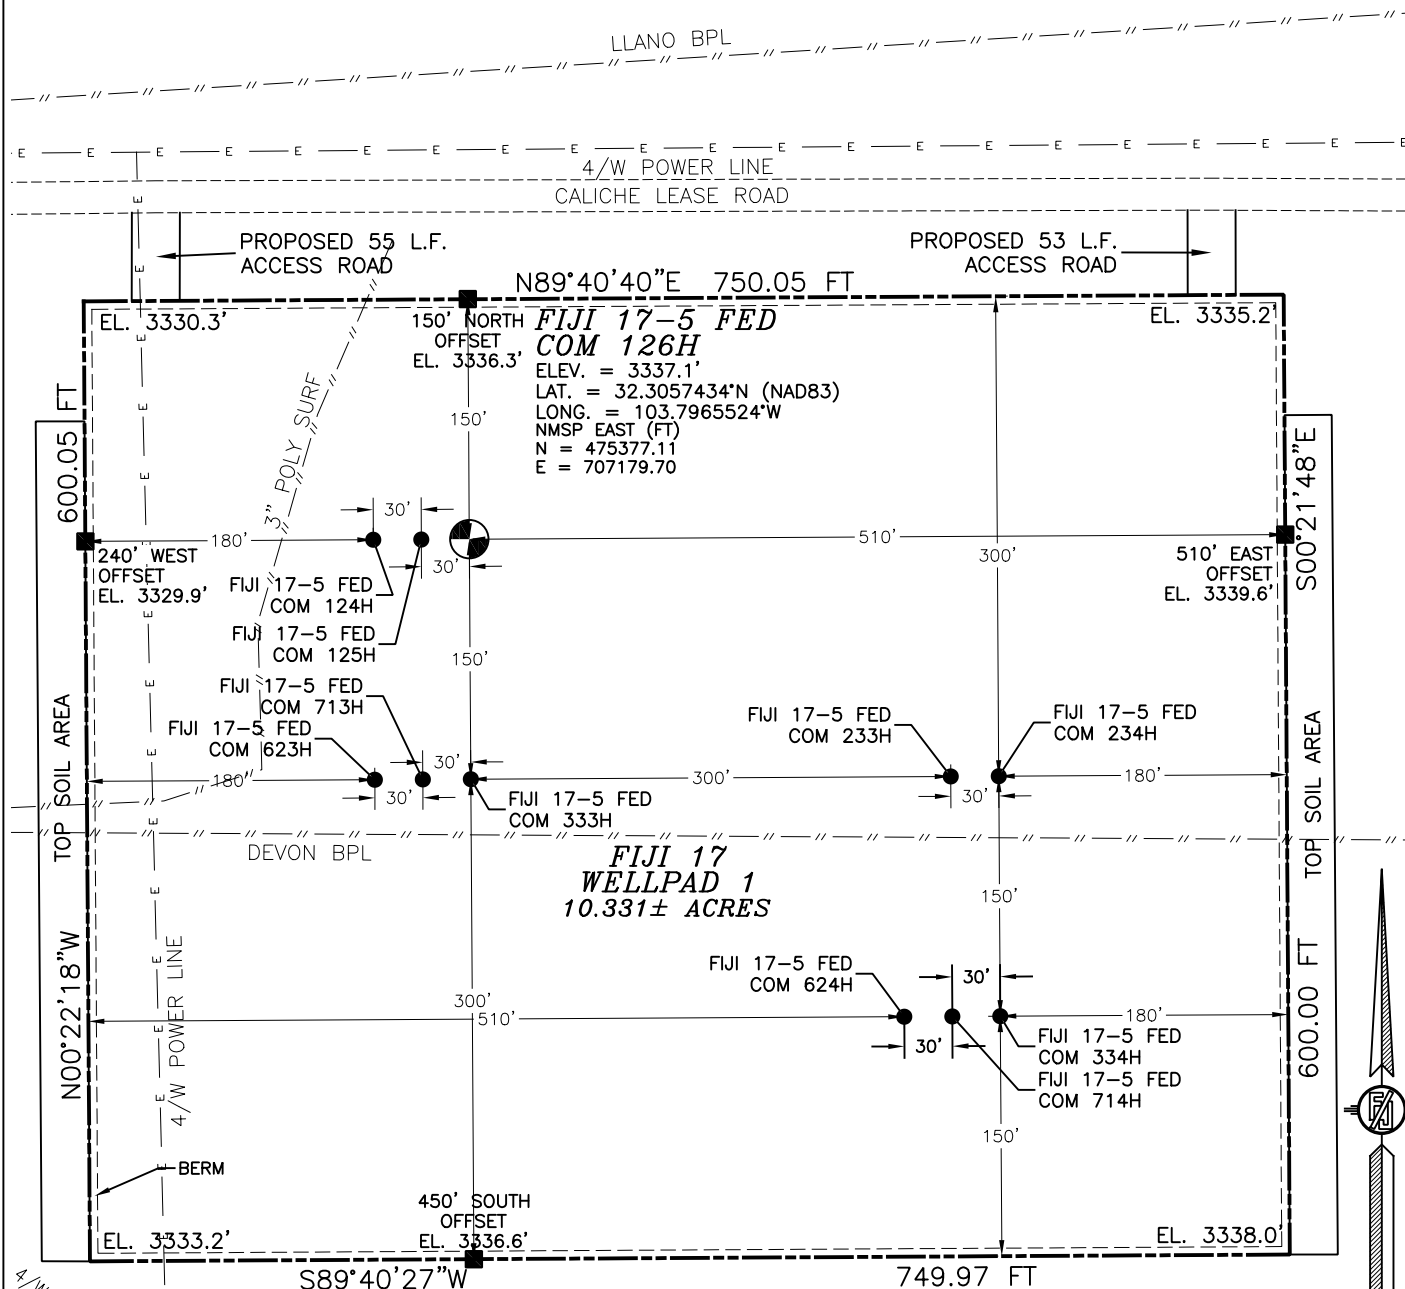 LLANO BPL
E E E E E E E E E E E E E E E E E E E E E
4/W POWER LINE
CALICHE LEASE ROAD
PROPOSED 55 L.F.
ACCESS ROAD
PROPOSED 53 L.F.
ACCESS ROAD
N89°40'40"E 750.05 FT
EL. 3330.3'
150' NORTH
OFFSET
EL. 3336.3'
FIJI 17-5 FED
COM 126H
ELEV. = 3337.1'
LAT. = 32.3057434°N (NAD83)
LONG. = 103.7965524°W
NMSP EAST (FT)
N = 475377.11
E = 707179.70
EL. 3335.2'
600.05 FT
3" POLY SURF
150'
30'
180'
510'
300'
S00°21'48"E
240' WEST
OFFSET
EL. 3329.9'
30'
510' EAST
OFFSET
EL. 3339.6'
FIJI 17-5 FED
COM 124H
FIJI 17-5 FED
COM 125H
150'
FIJI 17-5 FED
COM 713H
FIJI 17-5 FED
COM 623H
FIJI 17-5 FED
COM 233H
FIJI 17-5 FED
COM 234H
TOP SOIL AREA
TOP SOIL AREA
180'
30'
300'
180'
30'
30'
FIJI 17-5 FED
COM 333H
DEVON BPL
FIJI 17
WELLPAD 1
10.331± ACRES
150'
N00°22'18"W
4/W POWER LINE
FIJI 17-5 FED
COM 624H
30'
300'
510'
180'
30'
FIJI 17-5 FED
COM 334H
FIJI 17-5 FED
COM 714H
600.00 FT
150'
BERM
450' SOUTH
OFFSET
EL. 3336.6'
EL. 3333.2'
EL. 3338.0'
S89°40'27"W
749.97 FT
4/W